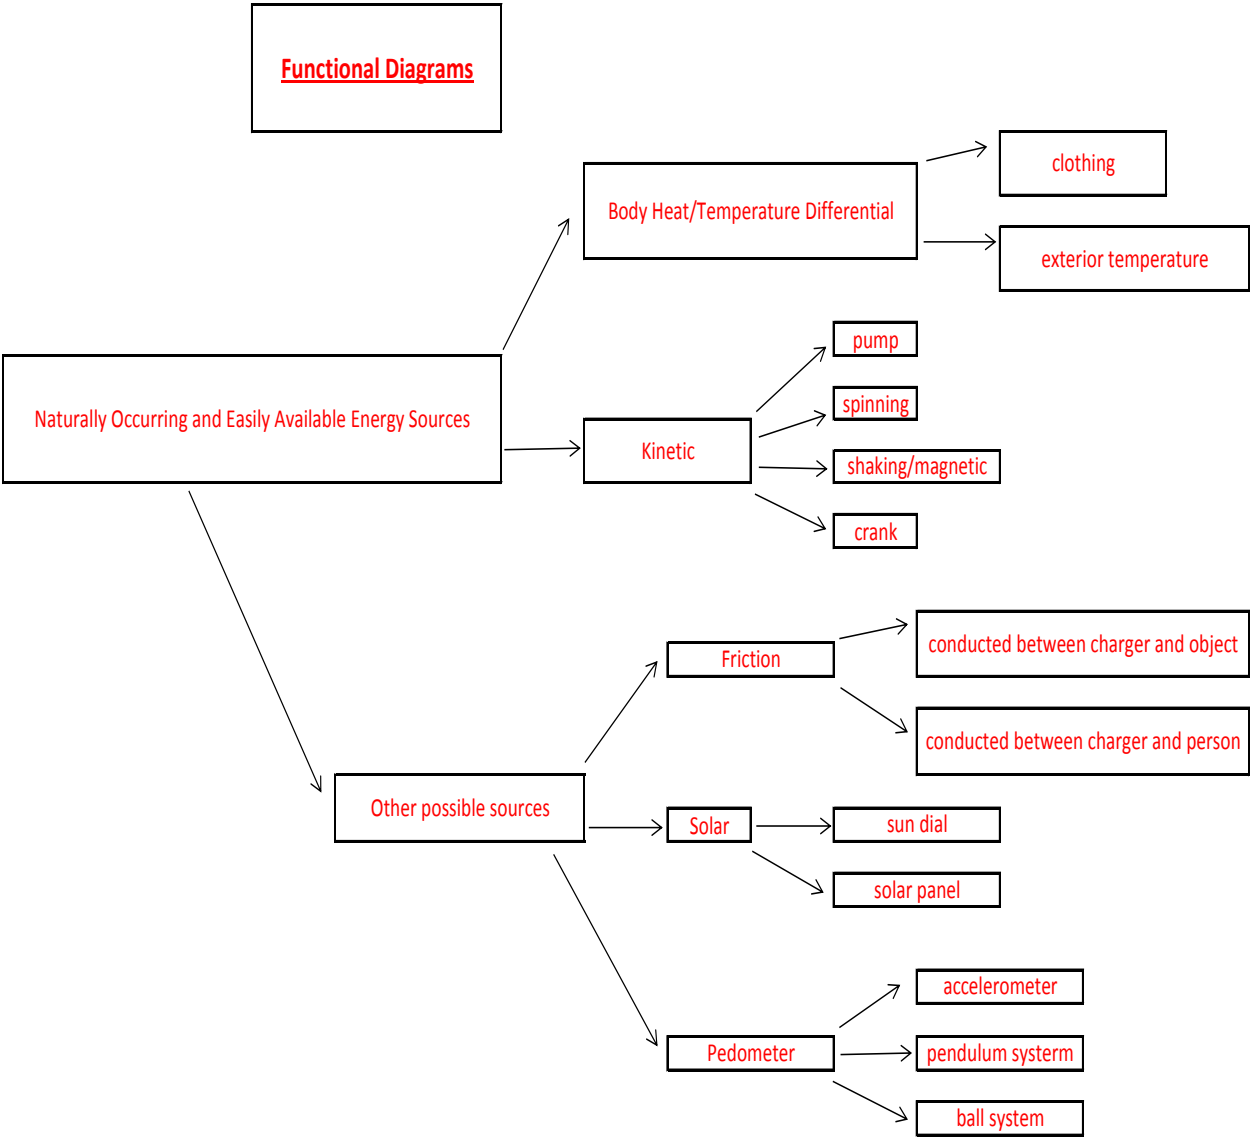 Functional Diagrams
Body Heat/Temperature Differential
clothing
exterior temperature
Naturally Occurring and Easily Available Energy Sources
Kinetic
pump
spinning
shaking/magnetic
crank
Other possible sources
Friction
conducted between charger and object
conducted between charger and person
Solar
sun dial
solar panel
Pedometer
accelerometer
pendulum systerm
ball system